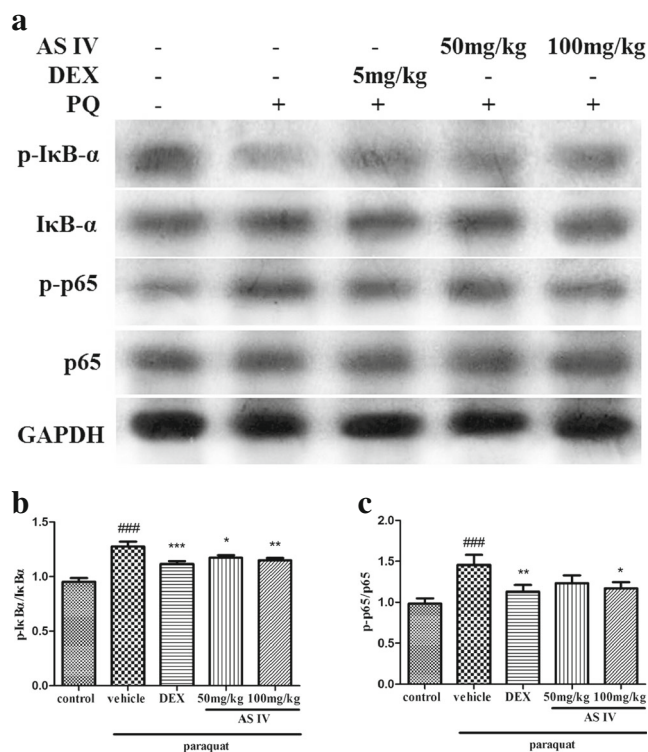 a
AS IV - - - 50mg/kg 100mg/kg
DEX - - 5mg/kg - -
PQ - + + + +
p-IκB-α
IκB-α
p-p65
p65
GAPDH
b
p-IκBα/IκBα
1.5
1.0
0.5
0.0
###
***
*
**
control vehicle DEX 50mg/kg 100mg/kg
AS IV
paraquat
c
p-p65/p65
2.0
1.5
1.0
0.5
0.0
###
**
*
control vehicle DEX 50mg/kg 100mg/kg
AS IV
paraquat